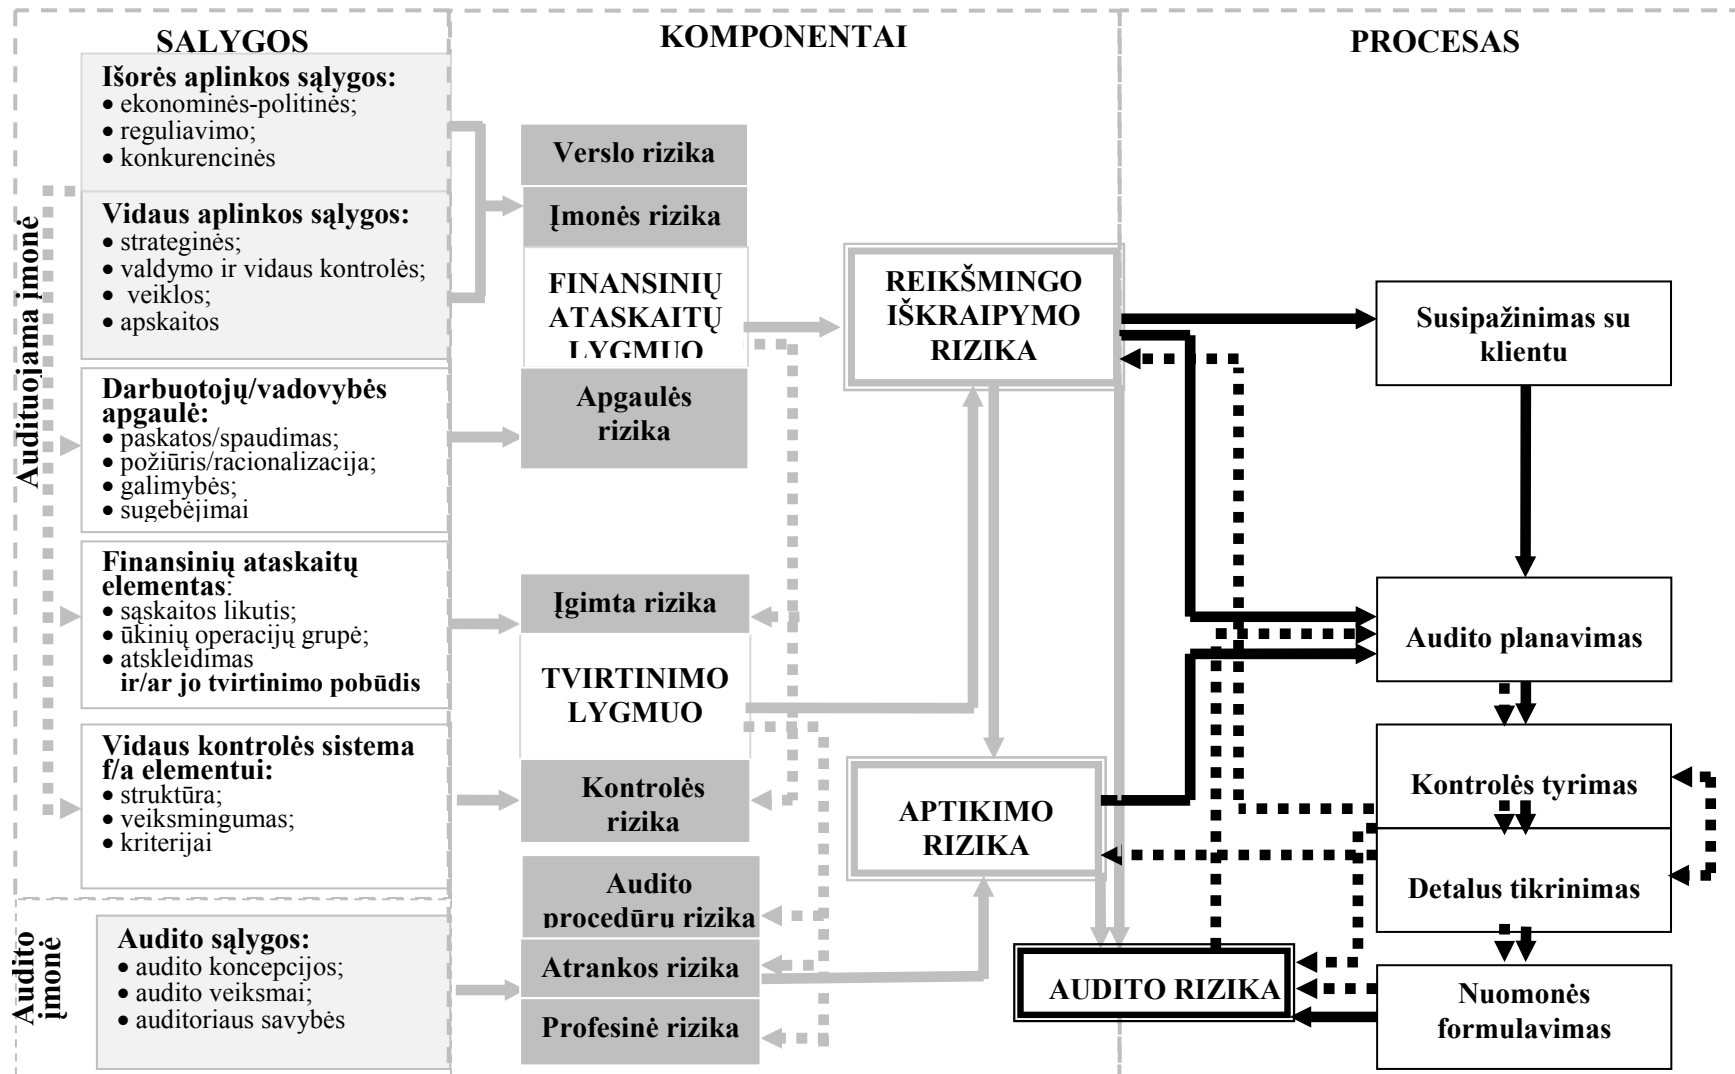 SĄLYGOS
Išorės aplinkos sąlygos:
• ekonominės-politinės;
• reguliavimo;
• konkurencinės
Vidaus aplinkos sąlygos:
• strateginės;
• valdymo ir vidaus kontrolės;
• veiklos;
• apskaitos
Darbuotojų/vadovybės
apgaulė:
• paskatos/spaudimas;
• požiūris/racionalizacija;
• galimybės;
• sugebėjimai
Finansinių ataskaitų
elementas:
• sąskaitos likutis;
• ūkinių operacijų grupė;
• atskleidimas
ir/ar jo tvirtinimo pobūdis
Vidaus kontrolės sistema
f/a elementui:
• struktūra;
• veiksmingumas;
• kriterijai
Audito sąlygos:
• audito koncepcijos;
• audito veiksmai;
• auditoriaus savybės
Audituojama įmonė
Audito
įmonė
KOMPONENTAI
Verslo rizika
Įmonės rizika
FINANSINIŲ
ATASKAITŲ
LYGMUO
Apgaulės
rizika
Įgimta rizika
TVIRTINIMO
LYGMUO
Kontrolės
rizika
Audito
procedūrų rizika
Atrankos rizika
Profesinė rizika
REIKŠMINGO
IŠKRAIPYMO
RIZIKA
APTIKIMO
RIZIKA
AUDITO RIZIKA
PROCESAS
Susipažinimas su
klientu
Audito planavimas
Kontrolės tyrimas
Detalus tikrinimas
Nuomonės
formulavimas